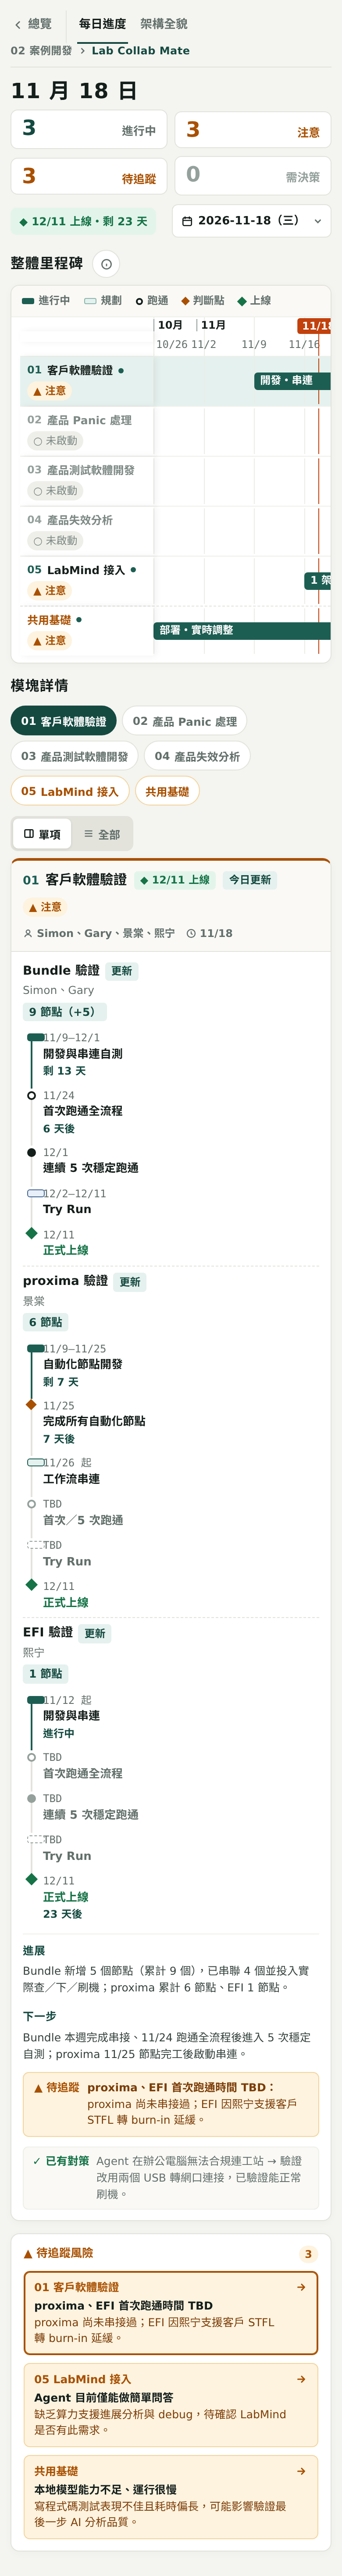 總覽
每日進度
架構全貌
02 案例開發 > Lab Collab Mate
11 月 18 日
3 進行中
3 注意
3 待追蹤
0 需決策
◆ 12/11 上線・剩 23 天
2026-11-18（三）
整體里程碑
進行中 規劃 跑通 判斷點 上線
10月 11月 11/18
10/26 11/2 11/9 11/16
01 客戶軟體驗證
▲ 注意
開發・串連
02 產品 Panic 處理
○ 未啟動
03 產品測試軟體開發
○ 未啟動
04 產品失效分析
○ 未啟動
05 LabMind 接入
▲ 注意
1 架
共用基礎
▲ 注意
部署・實時調整
模塊詳情
01 客戶軟體驗證
02 產品 Panic 處理
03 產品測試軟體開發
04 產品失效分析
05 LabMind 接入
共用基礎
單項
全部
01 客戶軟體驗證 ◆ 12/11 上線 今日更新
▲ 注意
Simon、Gary、景棠、熙宁 11/18
Bundle 驗證 更新
Simon、Gary
9 節點（+5）
11/9–12/1
開發與串連自測
剩 13 天
11/24
首次跑通全流程
6 天後
12/1
連續 5 次穩定跑通
12/2–12/11
Try Run
12/11
正式上線
proxima 驗證 更新
景棠
6 節點
11/9–11/25
自動化節點開發
剩 7 天
11/25
完成所有自動化節點
7 天後
11/26 起
工作流串連
TBD
首次／5 次跑通
TBD
Try Run
12/11
正式上線
EFI 驗證 更新
熙宁
1 節點
11/12 起
開發與串連
進行中
TBD
首次跑通全流程
TBD
連續 5 次穩定跑通
TBD
Try Run
12/11
正式上線
23 天後
進展
Bundle 新增 5 個節點（累計 9 個），已串聯 4 個並投入實
際查／下／刷機；proxima 累計 6 節點、EFI 1 節點。
下一步
Bundle 本週完成串接、11/24 跑通全流程後進入 5 次穩定
自測；proxima 11/25 節點完工後啟動串連。
▲ 待追蹤 proxima、EFI 首次跑通時間 TBD：
proxima 尚未串接過；EFI 因熙宁支援客戶
STFL 轉 burn-in 延緩。
✓ 已有對策 Agent 在辦公電腦無法合規連工站 → 驗證
改用兩個 USB 轉網口連接，已驗證能正常
刷機。
▲ 待追蹤風險 3
01 客戶軟體驗證 →
proxima、EFI 首次跑通時間 TBD
proxima 尚未串接過；EFI 因熙宁支援客戶 STFL
轉 burn-in 延緩。
05 LabMind 接入 →
Agent 目前僅能做簡單問答
缺乏算力支援進展分析與 debug，待確認 LabMind
是否有此需求。
共用基礎 →
本地模型能力不足、運行很慢
寫程式碼測試表現不佳且耗時偏長，可能影響驗證最
後一步 AI 分析品質。